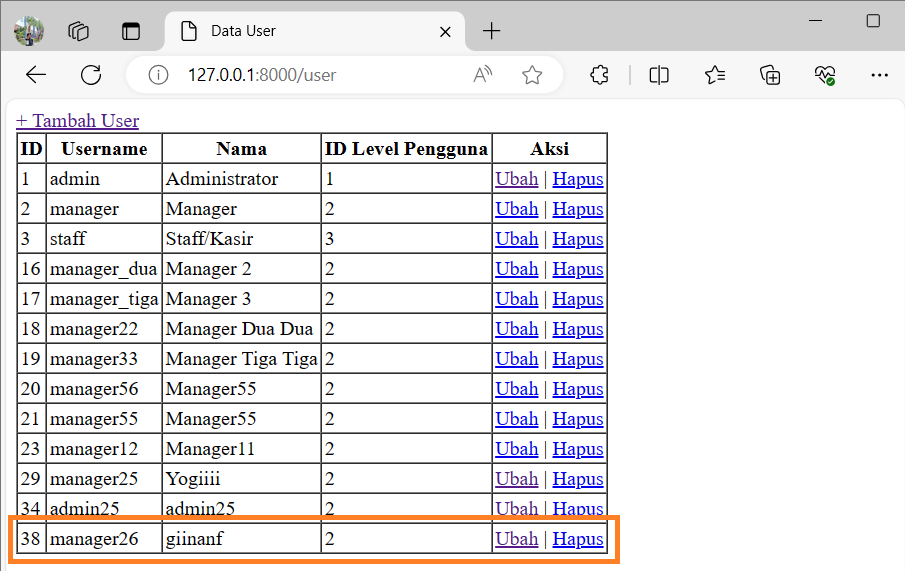 Data User
127.0.0.1:8000/user
+ Tambah User
ID Username Nama ID Level Pengguna Aksi
1 admin Administrator 1 Ubah | Hapus
2 manager Manager 2 Ubah | Hapus
3 staff Staff/Kasir 3 Ubah | Hapus
16 manager_dua Manager 2 2 Ubah | Hapus
17 manager_tiga Manager 3 2 Ubah | Hapus
18 manager22 Manager Dua Dua 2 Ubah | Hapus
19 manager33 Manager Tiga Tiga 2 Ubah | Hapus
20 manager56 Manager55 2 Ubah | Hapus
21 manager55 Manager55 2 Ubah | Hapus
23 manager12 Manager11 2 Ubah | Hapus
29 manager25 Yogiiii 2 Ubah | Hapus
34 admin25 admin25 2 Ubah | Hapus
38 manager26 giinanf 2 Ubah | Hapus